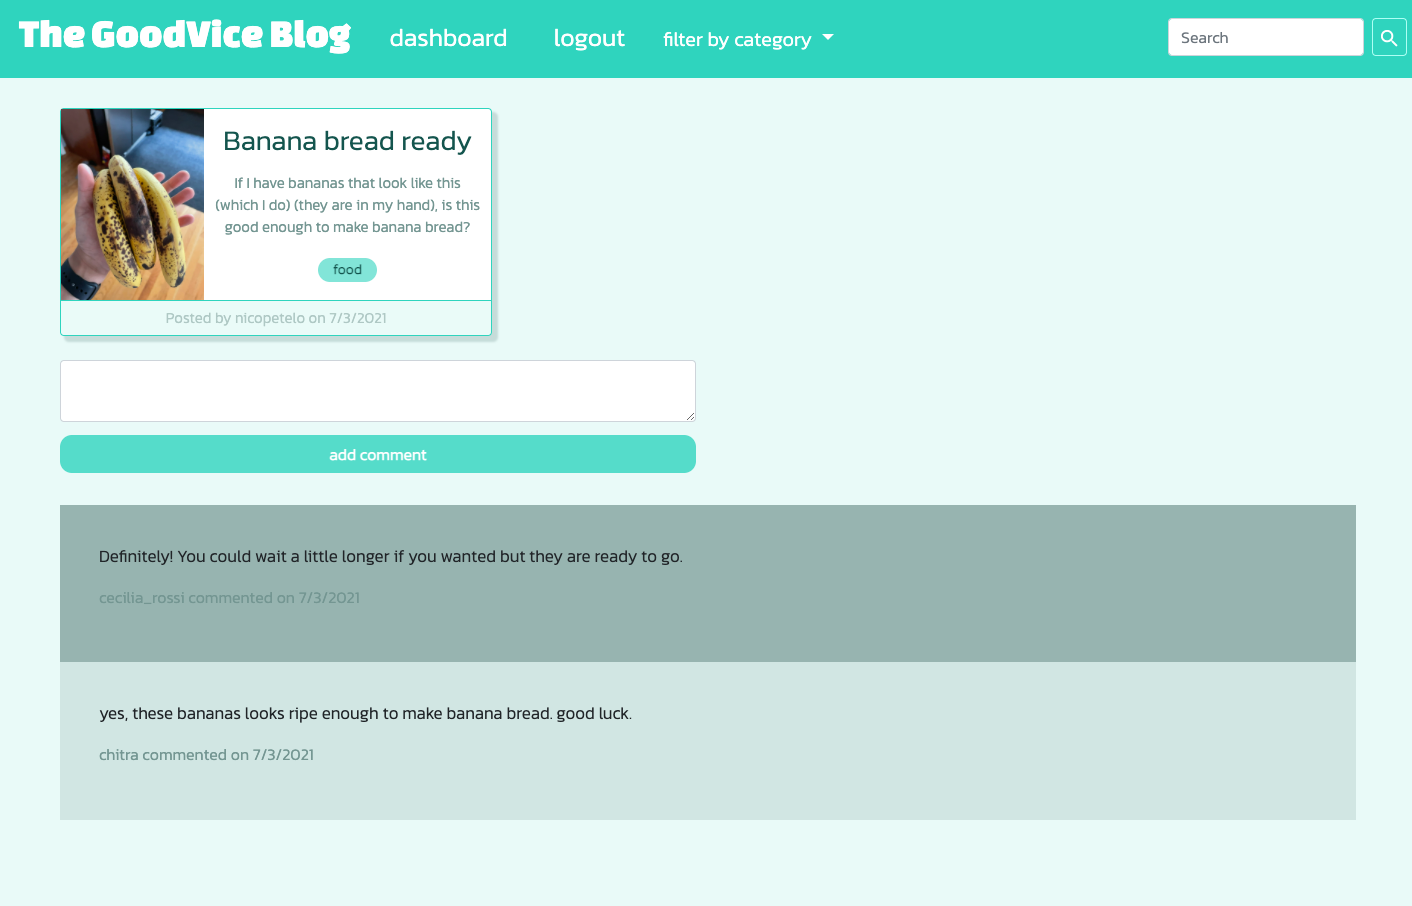 The GoodVice Blog dashboard logout filter by category Search
Banana bread ready
If I have bananas that look like this
(which I do) (they are in my hand), is this
good enough to make banana bread?
food
Posted by nicopetelo on 7/3/2021
add comment
Definitely! You could wait a little longer if you wanted but they are ready to go.
cecilia_rossi commented on 7/3/2021
yes, these bananas looks ripe enough to make banana bread. good luck.
chitra commented on 7/3/2021